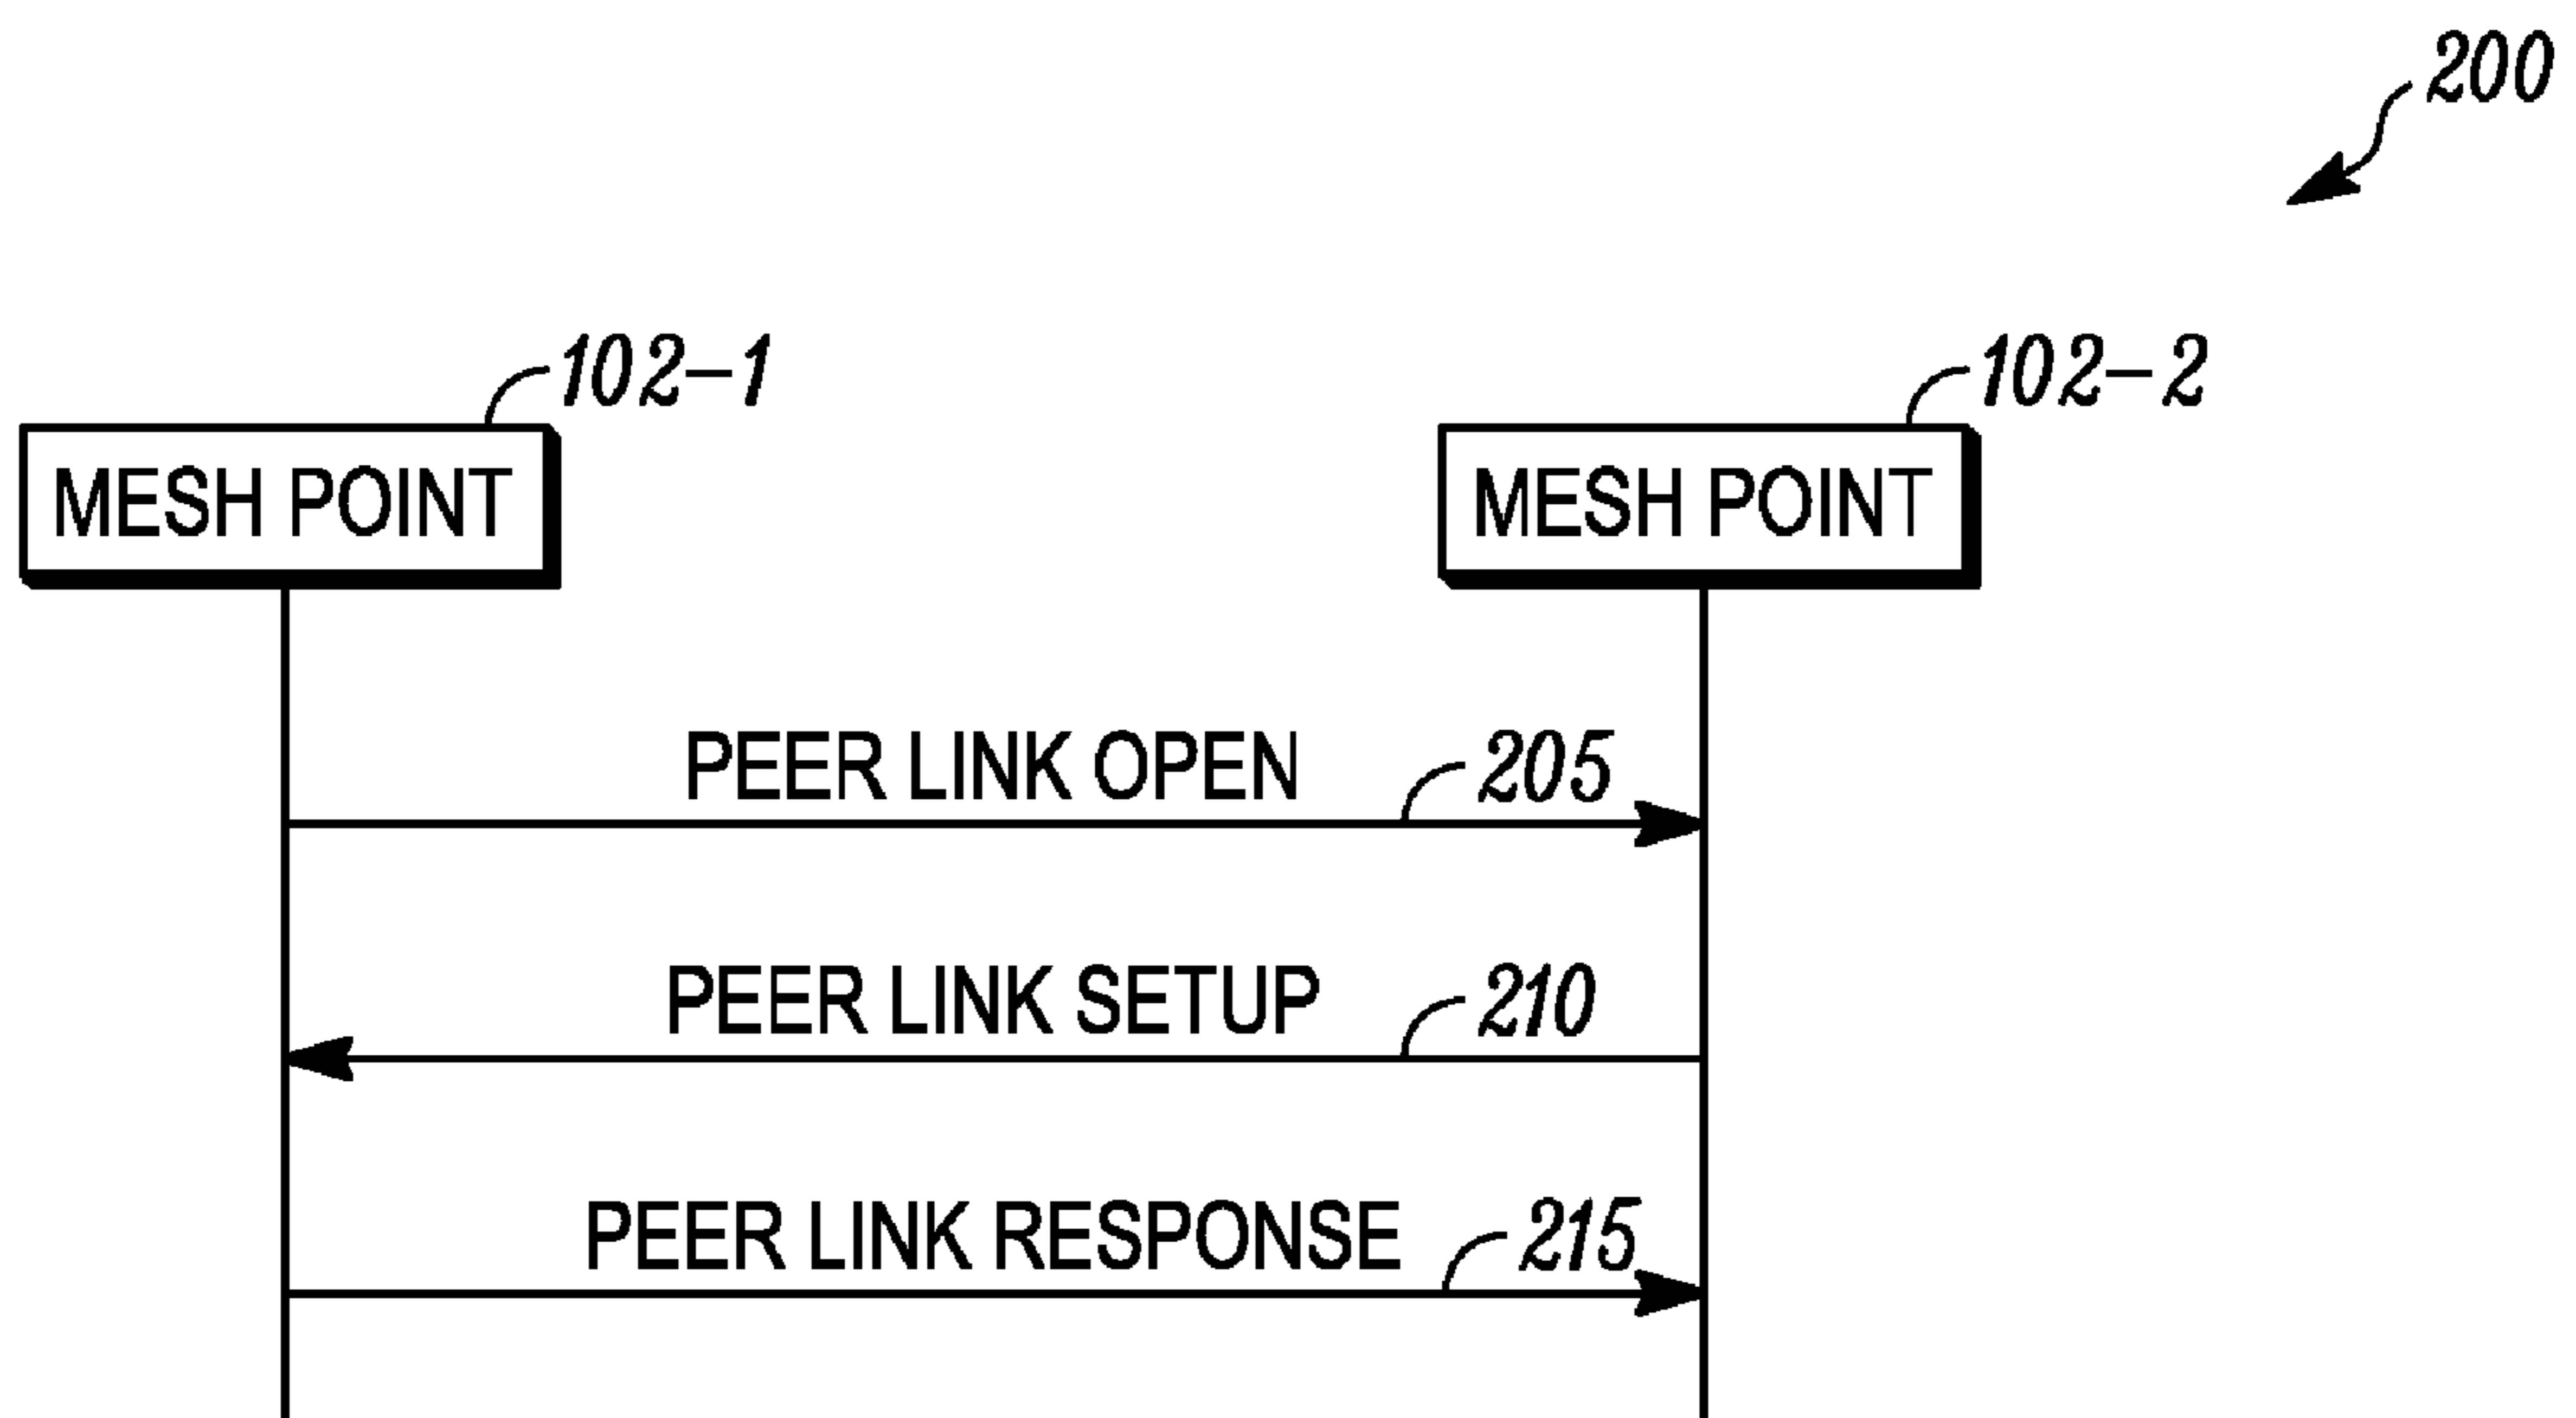 200
102-1
102-2
MESH POINT
MESH POINT
PEER LINK OPEN
205
PEER LINK SETUP
210
PEER LINK RESPONSE
215